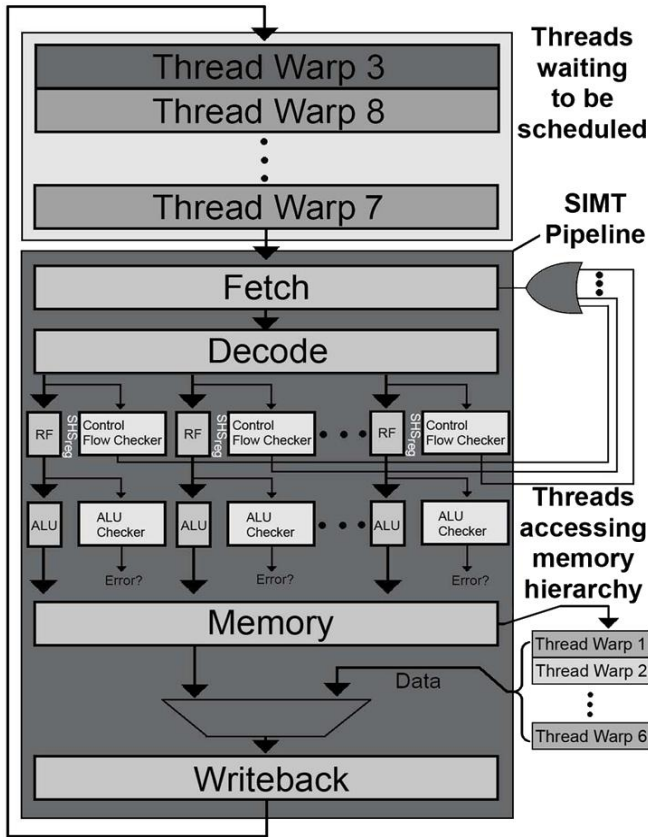 Thread Warp 3
Thread Warp 8
Thread Warp 7
Threads
waiting
to be
scheduled
SIMT
Pipeline
Fetch
Decode
RF
SHSreg
Control
Flow Checker
RF
SHSreg
Control
Flow Checker
RF
SHSreg
Control
Flow Checker
ALU
ALU
Checker
Error?
ALU
ALU
Checker
Error?
ALU
ALU
Checker
Error?
Threads
accessing
memory
hierarchy
Memory
Thread Warp 1
Thread Warp 2
Thread Warp 6
Data
Writeback